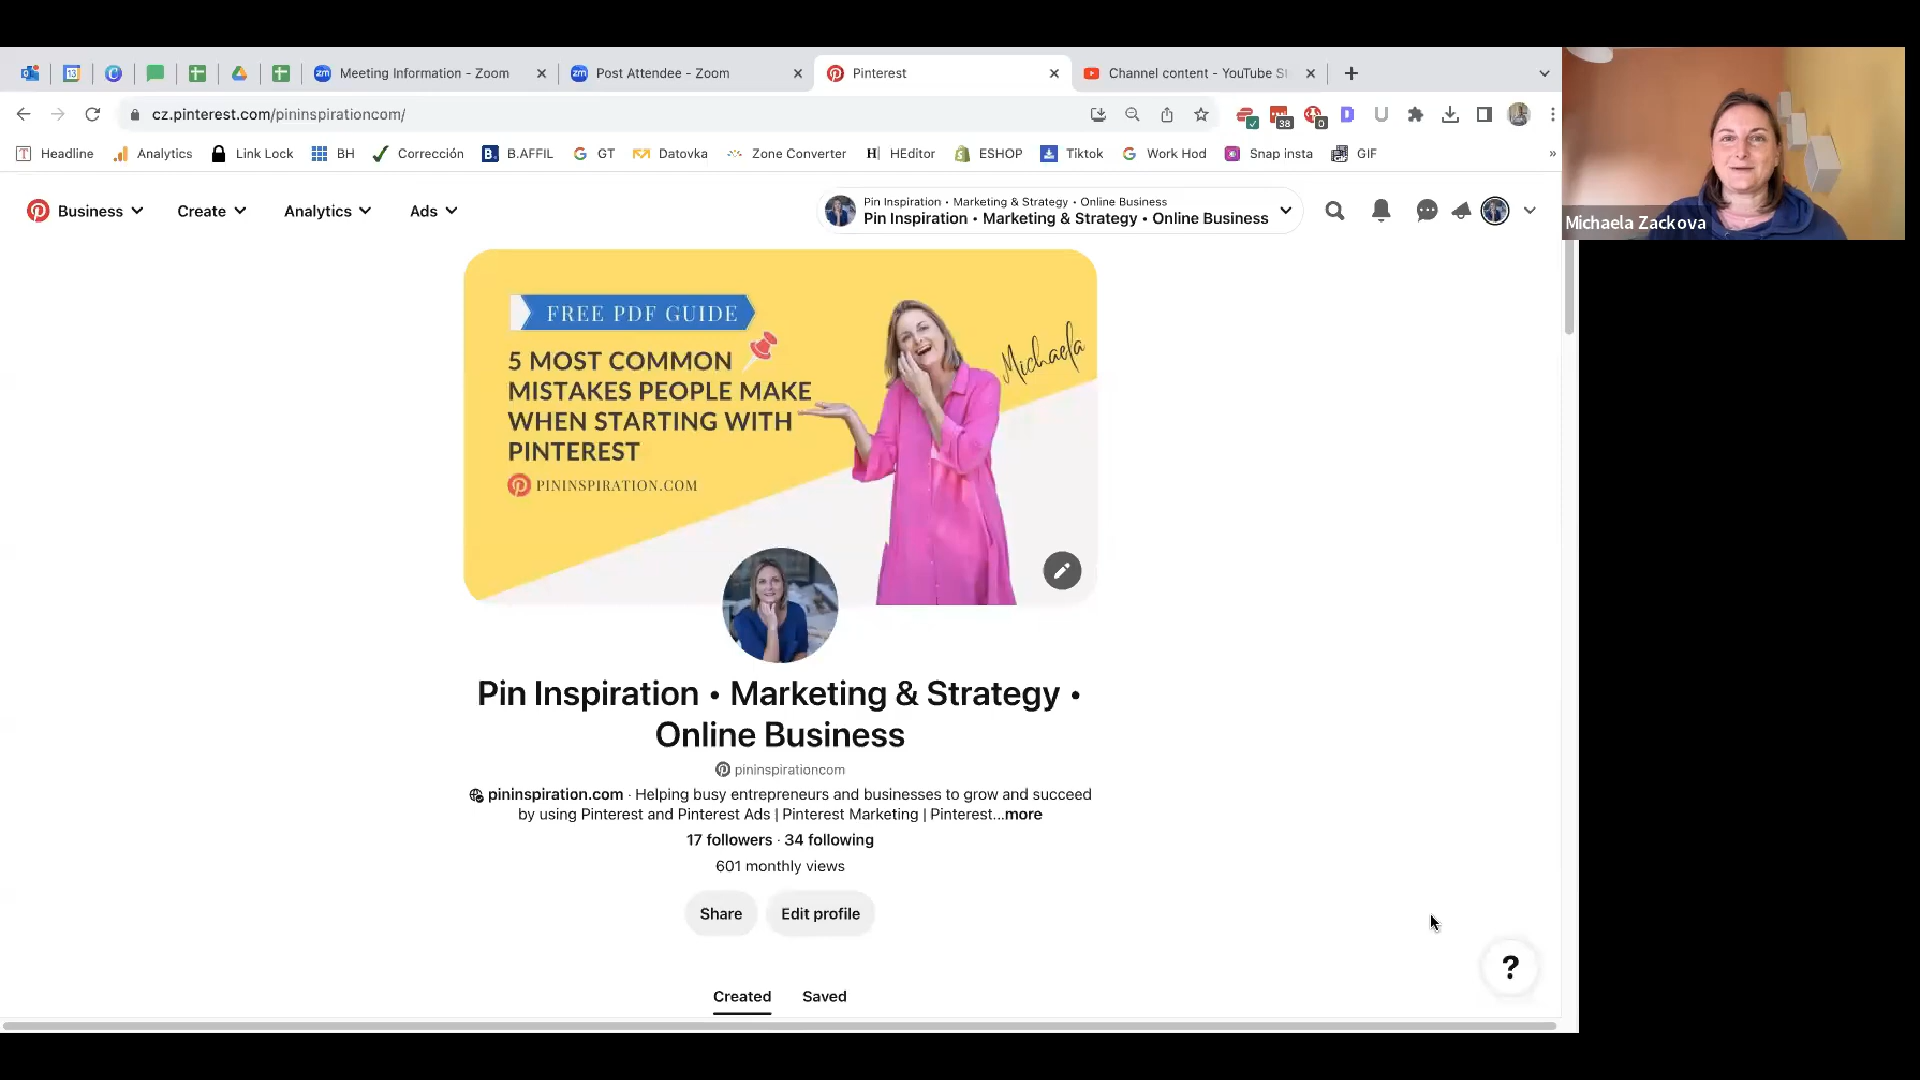 Meeting Information - Zoom
Post Attendee - Zoom
Pinterest
Channel content - YouTube St
cz.pinterest.com/pininspirationcom/
38
0
Headline
Analytics
Link Lock
BH
Corrección
B.AFFIL
GT
Datovka
Zone Converter
HEditor
ESHOP
Tiktok
Work Hod
Snap insta
GIF
»
Michaela Zackova
Business
Create
Analytics
Ads
Pin Inspiration • Marketing & Strategy • Online Business
Pin Inspiration • Marketing & Strategy • Online Business
FREE PDF GUIDE
5 MOST COMMON
MISTAKES PEOPLE MAKE
WHEN STARTING WITH
PINTEREST
PININSPIRATION.COM
Michaela
Pin Inspiration • Marketing & Strategy •
Online Business
pininspirationcom
pininspiration.com · Helping busy entrepreneurs and businesses to grow and succeed
by using Pinterest and Pinterest Ads | Pinterest Marketing | Pinterest...more
17 followers · 34 following
601 monthly views
Share
Edit profile
?
Created
Saved